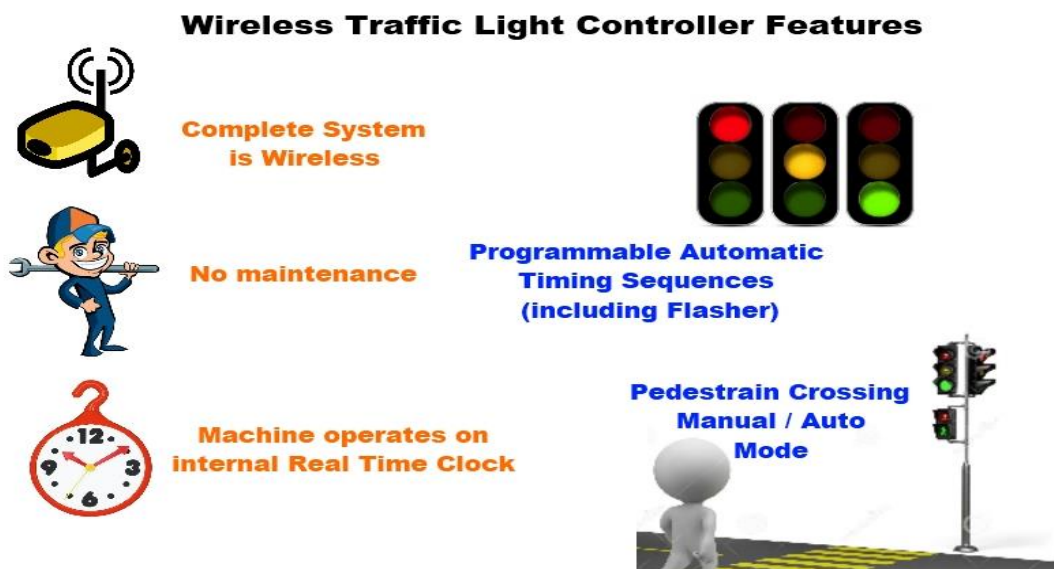 Wireless Traffic Light Controller Features
Complete System
is Wireless
No maintenance
Programmable Automatic
Timing Sequences
(including Flasher)
Machine operates on
internal Real Time Clock
12
9
3
6
Pedestrain Crossing
Manual / Auto
Mode